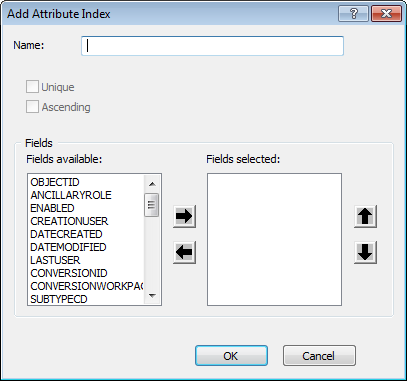 Add Attribute Index
?
Name:
Unique
Ascending
Fields
Fields available:
Fields selected:
OBJECTID
ANCILLARYROLE
ENABLED
CREATIONUSER
DATECREATED
DATEMODIFIED
LASTUSER
CONVERSIONID
CONVERSIONWORKPAC
SUBTYPECD
OK
Cancel